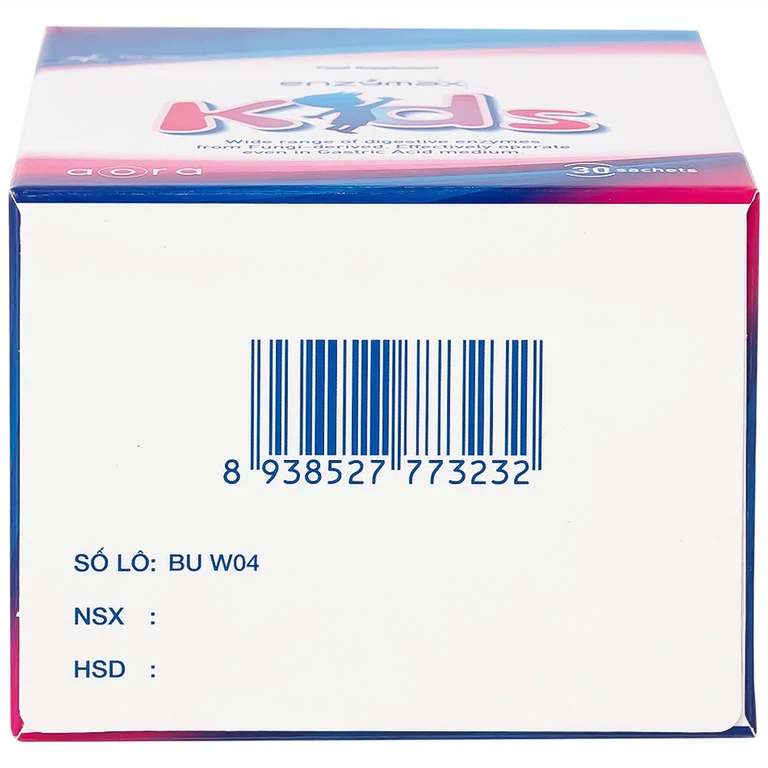 Food Supplement
enzymax
Kids
Wide range of digestive enzymes
from Fungi-derived. Effectively operate
even in Gastric Acid medium.
aora
30 sachets
8 938527 773232
SỐ LÔ: BU W04
NSX :
HSD :